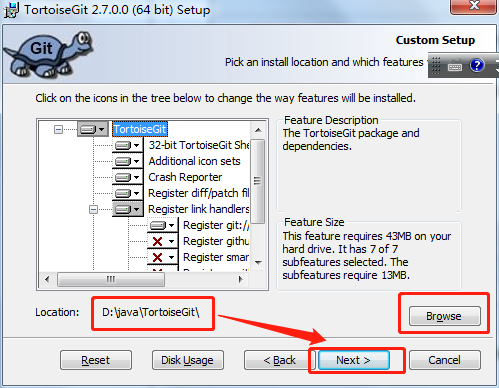 TortoiseGit 2.7.0.0 (64 bit) Setup
Git
Custom Setup
Pick an install location and which features
Click on the icons in the tree below to change the way features will be installed.
TortoiseGit
32-bit TortoiseGit She
Additional icon sets
Crash Reporter
Register diff/patch fil
Register link handlers
Register git://
Register githu
Register smar
Feature Description
The TortoiseGit package and
dependencies.
Feature Size
This feature requires 43MB on your
hard drive. It has 7 of 7
subfeatures selected. The
subfeatures require 13MB.
Location:
D:\java\TortoiseGit\
Browse
Reset
Disk Usage
< Back
Next >
Cancel